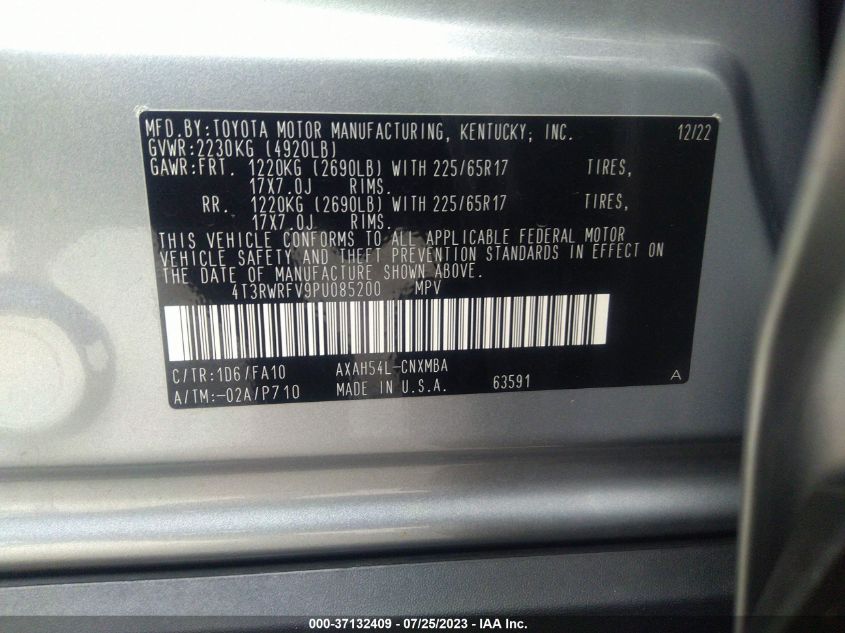 MFD.BY:TOYOTA MOTOR MANUFACTURING, KENTUCKY, INC. 12/22
GVWR:2230KG (4920LB)
GAWR:FRT. 1220KG (2690LB) WITH 225/65R17 TIRES,
17X7.0J RIMS.
RR. 1220KG (2690LB) WITH 225/65R17 TIRES,
17X7.0J RIMS.
THIS VEHICLE CONFORMS TO ALL APPLICABLE FEDERAL MOTOR
VEHICLE SAFETY AND THEFT PREVENTION STANDARDS IN EFFECT ON
THE DATE OF MANUFACTURE SHOWN ABOVE.
4T3RWRFV9PU085200 MPV
C/TR:1D6/FA10 AXAH54L-CNXMBA
A/TM:-02A/P710 MADE IN U.S.A. 63591 A
000-37132409 - 07/25/2023 - IAA Inc.